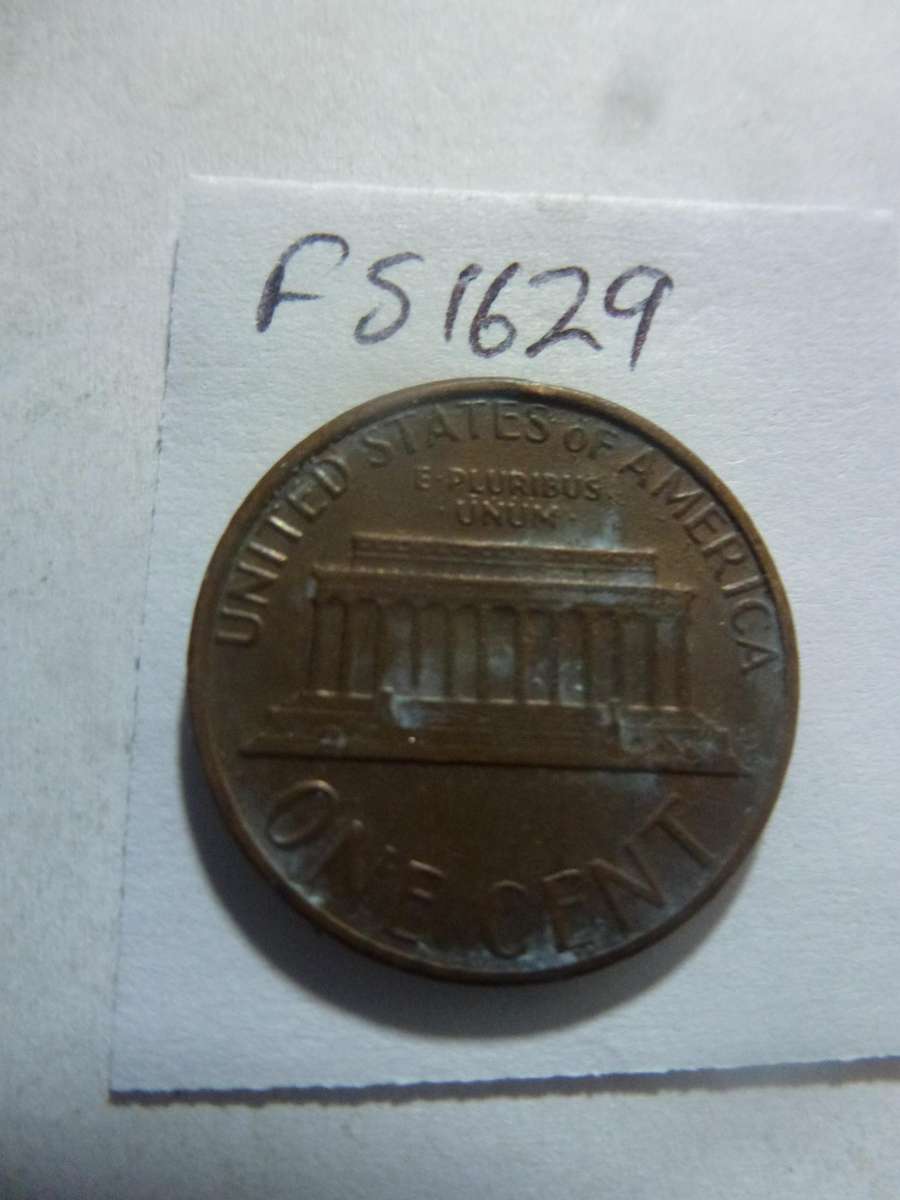 FS1629
UNITED STATES OF AMERICA
E·PLURIBUS
UNUM
ONE CENT